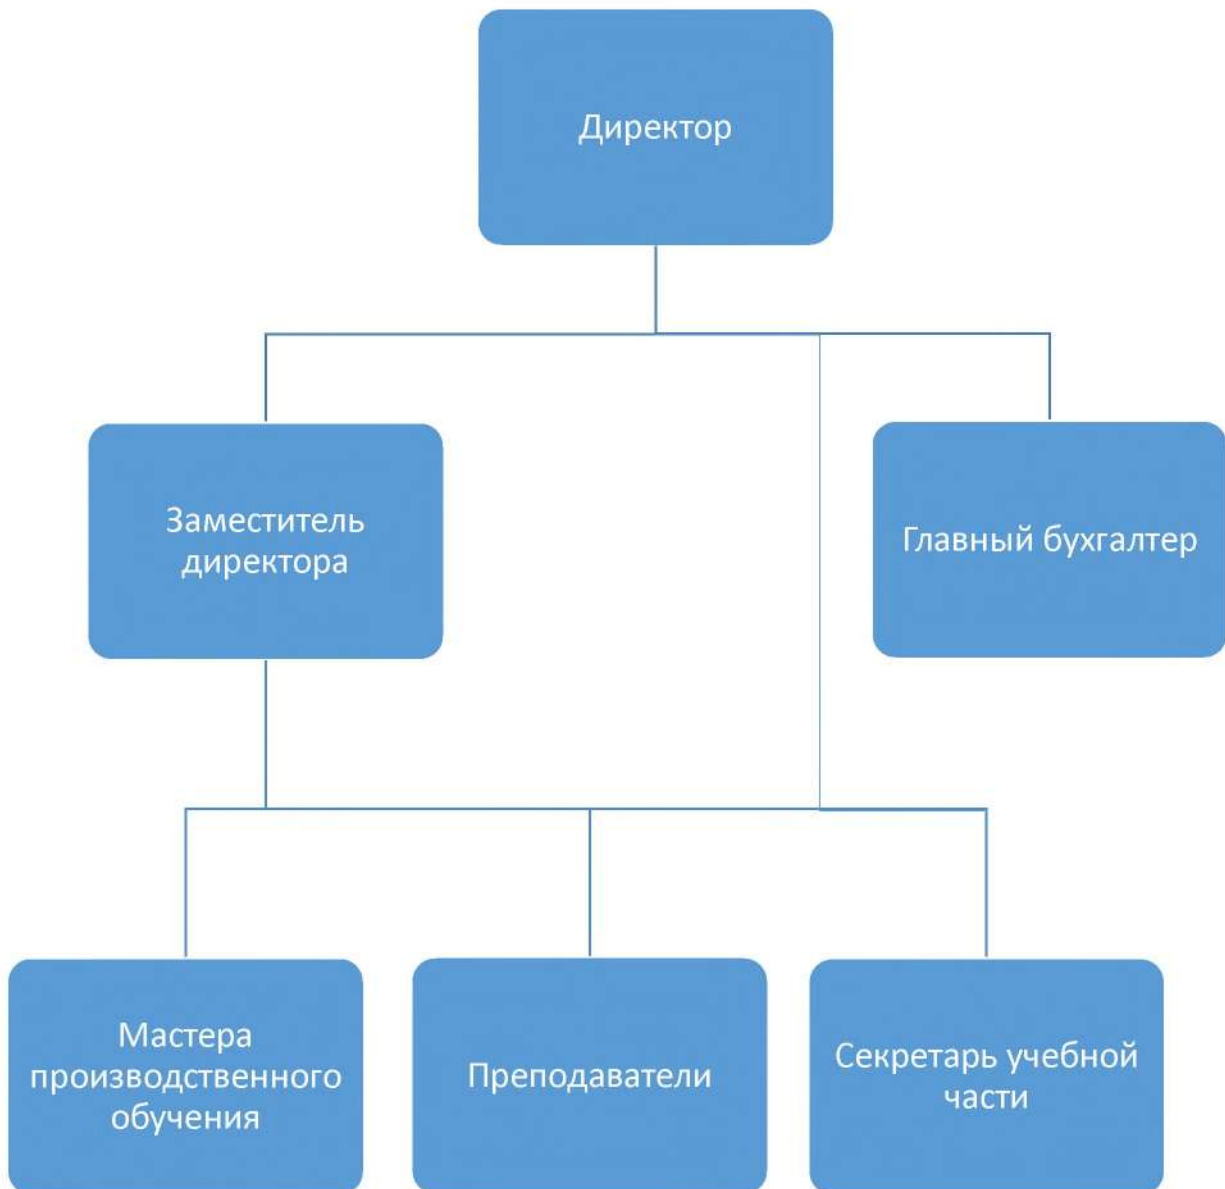 Директор
Заместитель
директора
Главный бухгалтер
Мастера
производственного
обучения
Преподаватели
Секретарь учебной
части